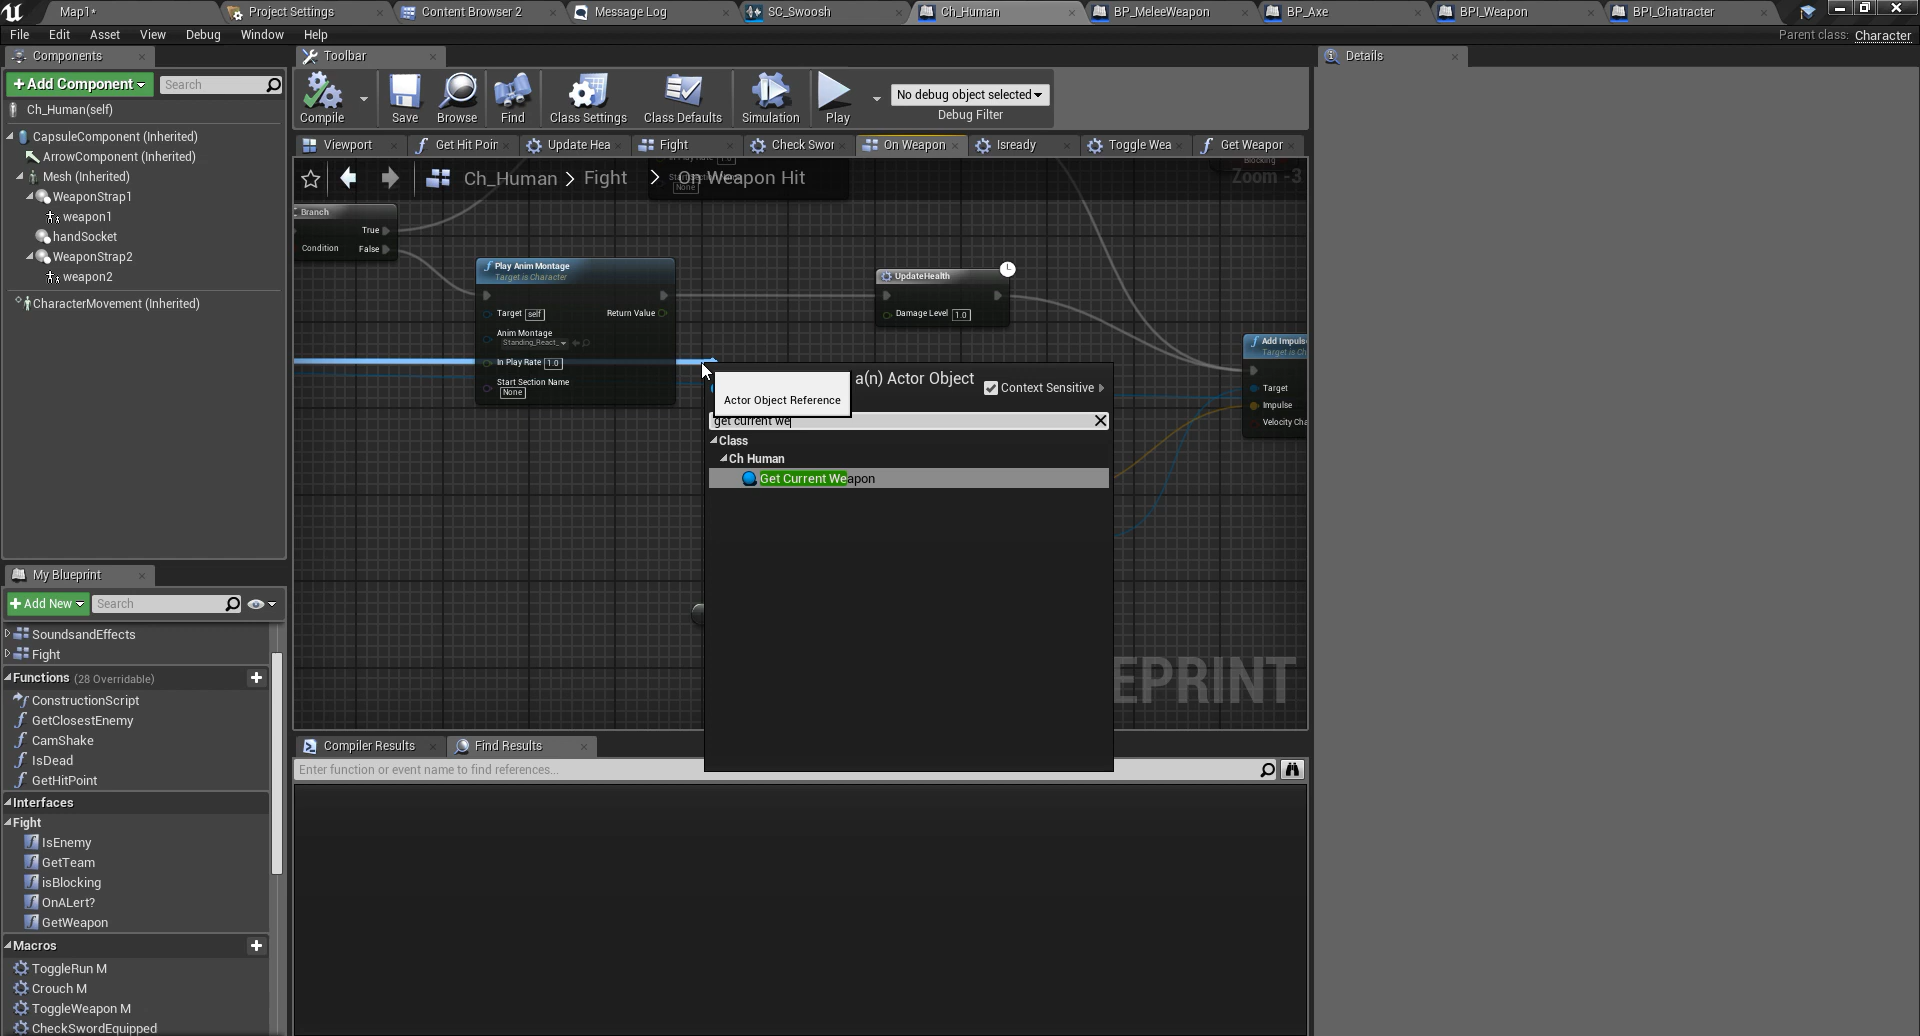 Map1*
Project Settings
Content Browser 2
Message Log
SC_Swoosh
Ch_Human
BP_MeleeWeapon
BP_Axe
BPI_Weapon
BPI_Chatracter
File Edit Asset View Debug Window Help
Parent class: Character
Components
Toolbar
Details
+ Add Component
Search
Ch_Human(self)
CapsuleComponent (Inherited)
ArrowComponent (Inherited)
Mesh (Inherited)
WeaponStrap1
weapon1
handSocket
WeaponStrap2
weapon2
CharacterMovement (Inherited)
Compile
Save
Browse
Find
Class Settings
Class Defaults
Simulation
Play
No debug object selected
Debug Filter
Viewport
Get Hit Poin
Update Hea
Fight
Check Swor
On Weapon
Isready
Toggle Wea
Get Weapor
Ch_Human > Fight > On Weapon Hit
None
Blocking
Zoom -3
Branch
True
Condition
False
Play Anim Montage
Target is Character
Target self
Return Value
Anim Montage
Standing_React_
In Play Rate 1.0
Start Section Name
None
UpdateHealth
Damage Level 1.0
Add Impuls
Target is Ch
Target
Impulse
Velocity Cha
a(n) Actor Object
Context Sensitive
Actor Object Reference
get current we
Class
Ch Human
Get Current Weapon
EPRINT
My Blueprint
+ Add New
Search
SoundsandEffects
Fight
Functions (28 Overridable)
ConstructionScript
GetClosestEnemy
CamShake
IsDead
GetHitPoint
Interfaces
Fight
IsEnemy
GetTeam
isBlocking
OnALert?
GetWeapon
Macros
ToggleRun M
Crouch M
ToggleWeapon M
CheckSwordEquipped
Compiler Results
Find Results
Enter function or event name to find references...